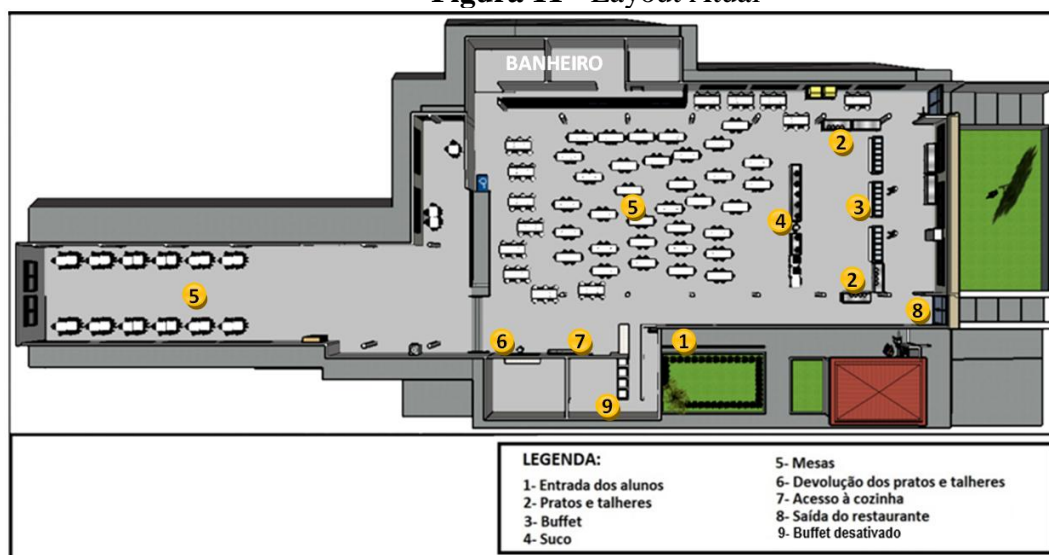 Figura 11 - Layout Atual
BANHEIRO
2
3
4
5
2
5
8
6
7
1
9
LEGENDA:
1- Entrada dos alunos
2- Pratos e talheres
3- Buffet
4- Suco
5- Mesas
6- Devolução dos pratos e talheres
7- Acesso à cozinha
8- Saída do restaurante
9- Buffet desativado